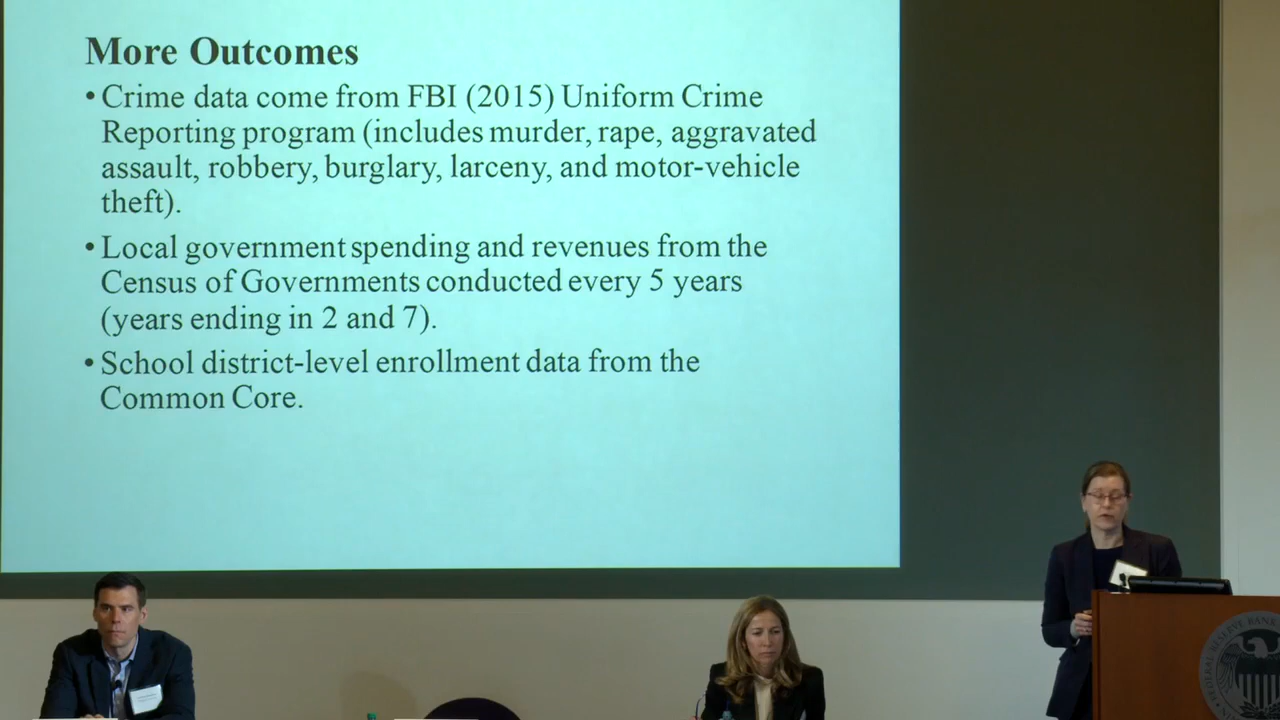 More Outcomes
• Crime data come from FBI (2015) Uniform Crime
Reporting program (includes murder, rape, aggravated
assault, robbery, burglary, larceny, and motor-vehicle
theft).
• Local government spending and revenues from the
Census of Governments conducted every 5 years
(years ending in 2 and 7).
• School district-level enrollment data from the
Common Core.
RESERVE BANK